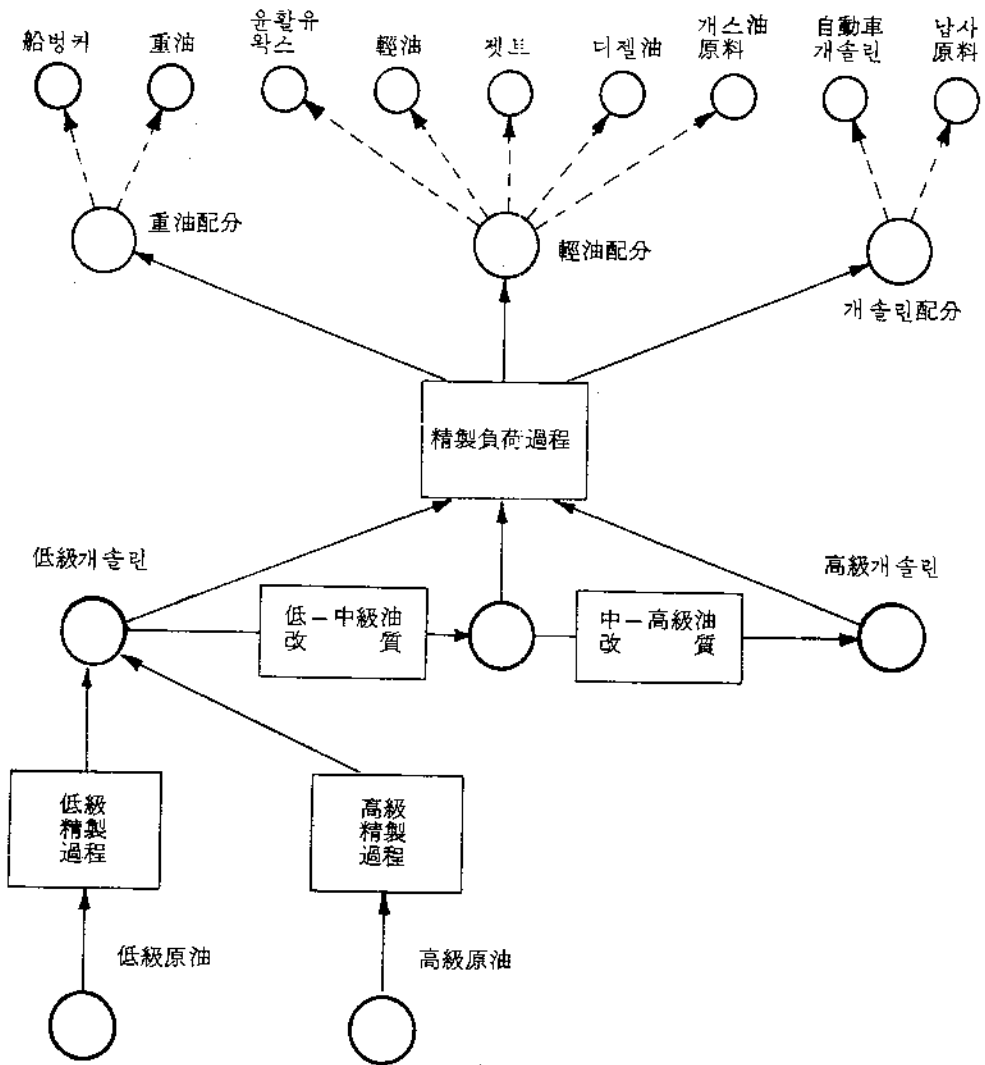 船벙커
重油
윤활유
왁스
輕油
젯트
디젤油
개스油
原料
自動車
개솔린
납사
原料
重油配分
輕油配分
개솔린配分
精製負荷過程
低級개솔린
高級개솔린
低－中級油
改 質
中－高級油
改 質
低級
精製
過程
高級
精製
過程
低級原油
高級原油